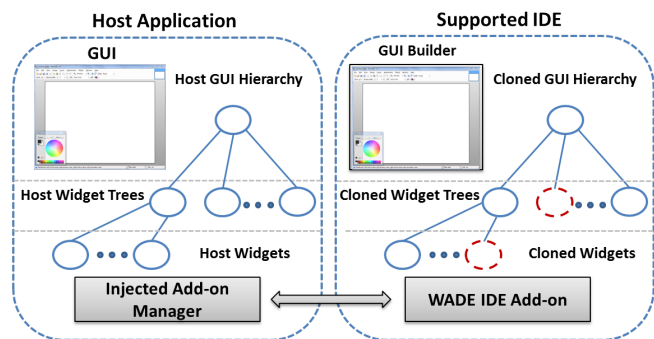 Host Application
Supported IDE
GUI
Host GUI Hierarchy
GUI Builder
Cloned GUI Hierarchy
Host Widget Trees
Cloned Widget Trees
Host Widgets
Cloned Widgets
Injected Add-on
Manager
WADE IDE Add-on